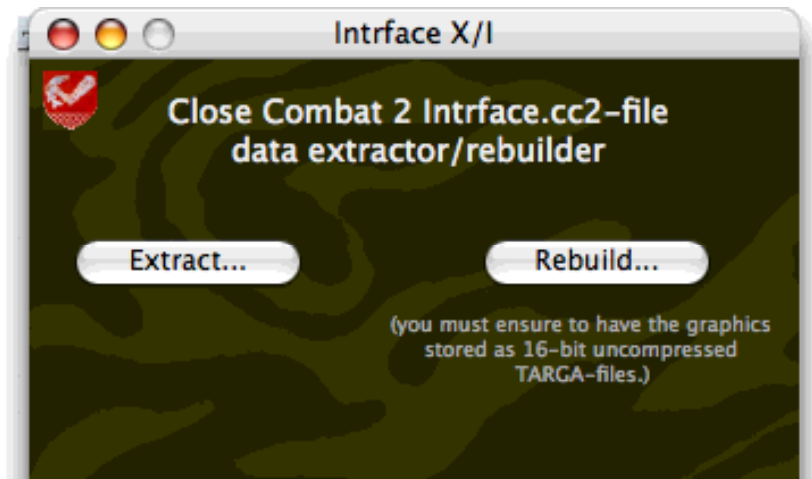 Intrface X/I
Close Combat 2 Intrface.cc2-file
data extractor/rebuilder
Extract...
Rebuild...
(you must ensure to have the graphics
stored as 16-bit uncompressed
TARGA-files.)